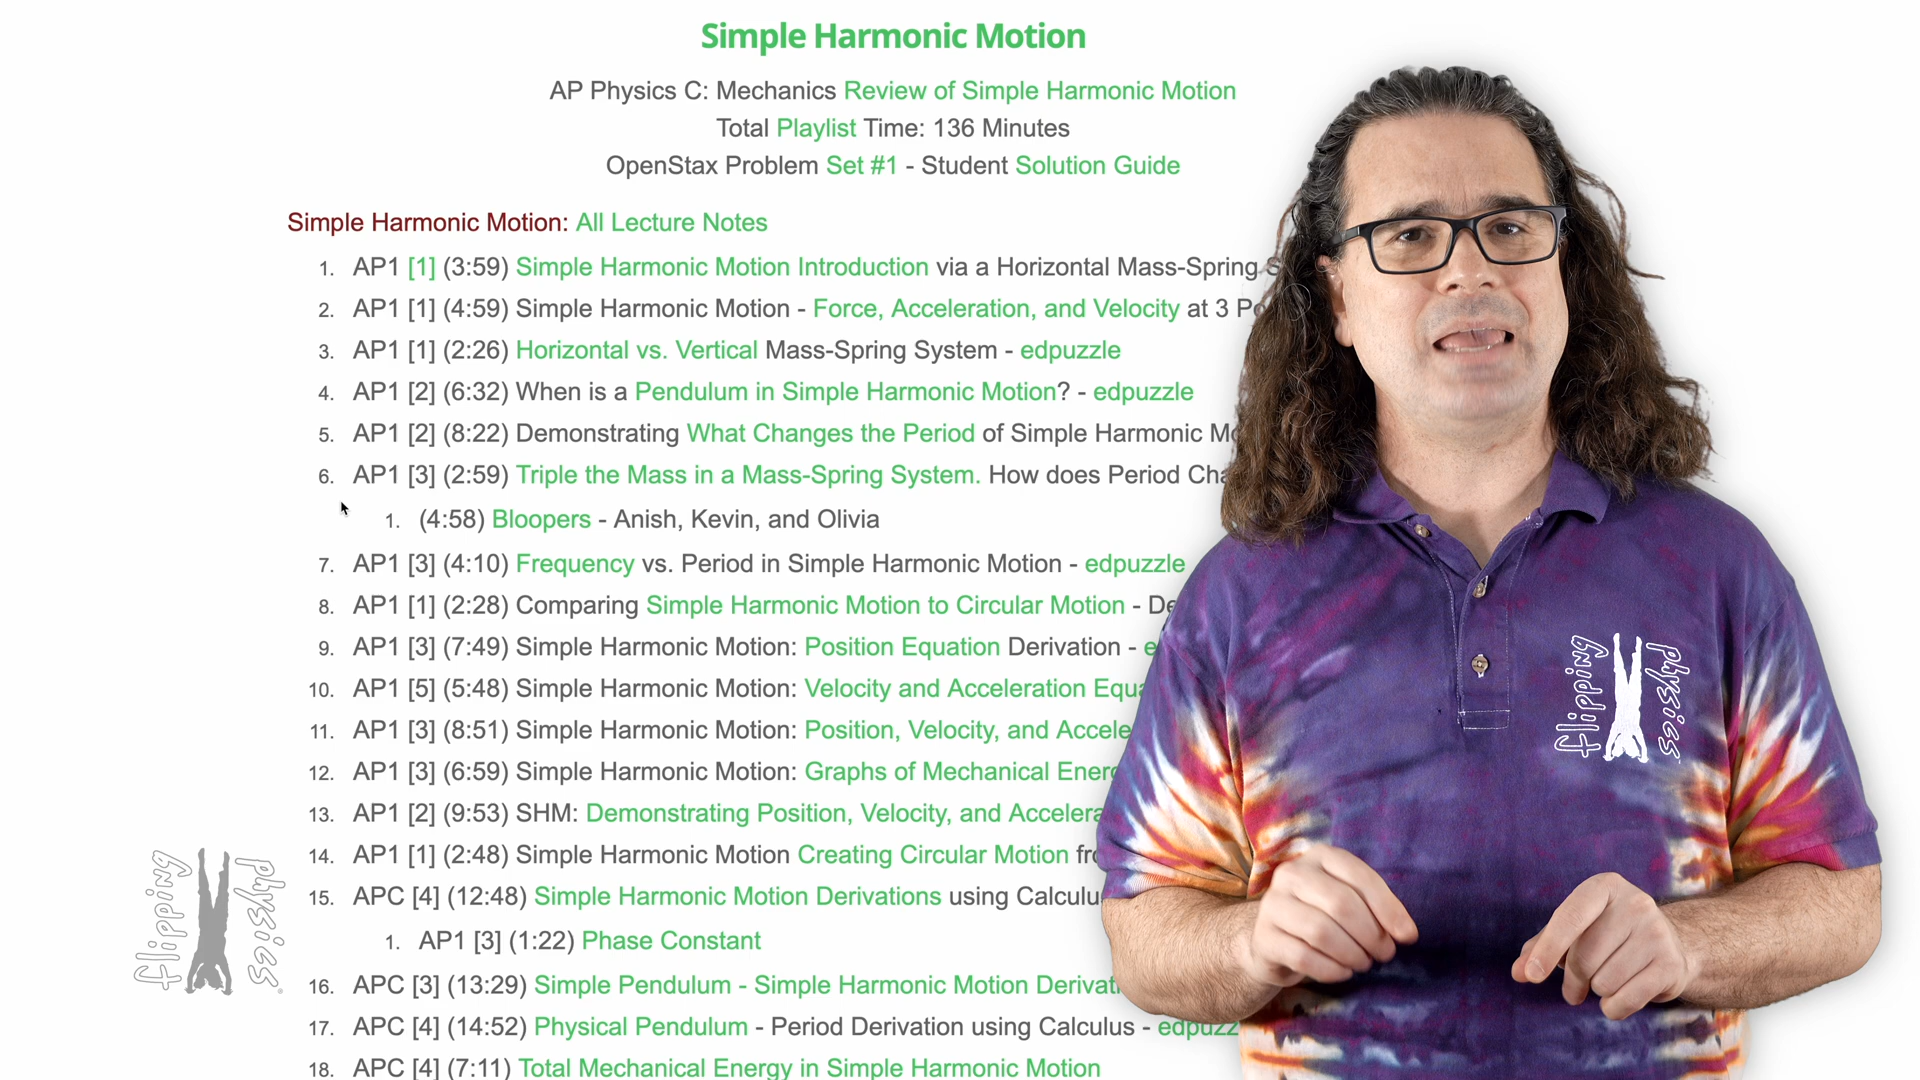 Simple Harmonic Motion
AP Physics C: Mechanics Review of Simple Harmonic Motion
Total Playlist Time: 136 Minutes
OpenStax Problem Set #1 - Student Solution Guide
Simple Harmonic Motion: All Lecture Notes
1. AP1 [1] (3:59) Simple Harmonic Motion Introduction via a Horizontal Mass-Spring
2. AP1 [1] (4:59) Simple Harmonic Motion - Force, Acceleration, and Velocity at 3
3. AP1 [1] (2:26) Horizontal vs. Vertical Mass-Spring System - edpuzzle
4. AP1 [2] (6:32) When is a Pendulum in Simple Harmonic Motion? - edpuzzle
5. AP1 [2] (8:22) Demonstrating What Changes the Period of Simple Harmonic
6. AP1 [3] (2:59) Triple the Mass in a Mass-Spring System. How does Period
1. (4:58) Bloopers - Anish, Kevin, and Olivia
7. AP1 [3] (4:10) Frequency vs. Period in Simple Harmonic Motion - edpuzzle
8. AP1 [1] (2:28) Comparing Simple Harmonic Motion to Circular Motion -
9. AP1 [3] (7:49) Simple Harmonic Motion: Position Equation Derivation -
10. AP1 [5] (5:48) Simple Harmonic Motion: Velocity and Acceleration
11. AP1 [3] (8:51) Simple Harmonic Motion: Position, Velocity, and
12. AP1 [3] (6:59) Simple Harmonic Motion: Graphs of Mechanical
13. AP1 [2] (9:53) SHM: Demonstrating Position, Velocity, and
14. AP1 [1] (2:48) Simple Harmonic Motion Creating Circular Motion
15. APC [4] (12:48) Simple Harmonic Motion Derivations using
1. AP1 [3] (1:22) Phase Constant
16. APC [3] (13:29) Simple Pendulum - Simple Harmonic Motion
17. APC [4] (14:52) Physical Pendulum - Period Derivation using Calculus -
18. APC [4] (7:11) Total Mechanical Energy in Simple Harmonic Motion
flipping physics
flipping physics